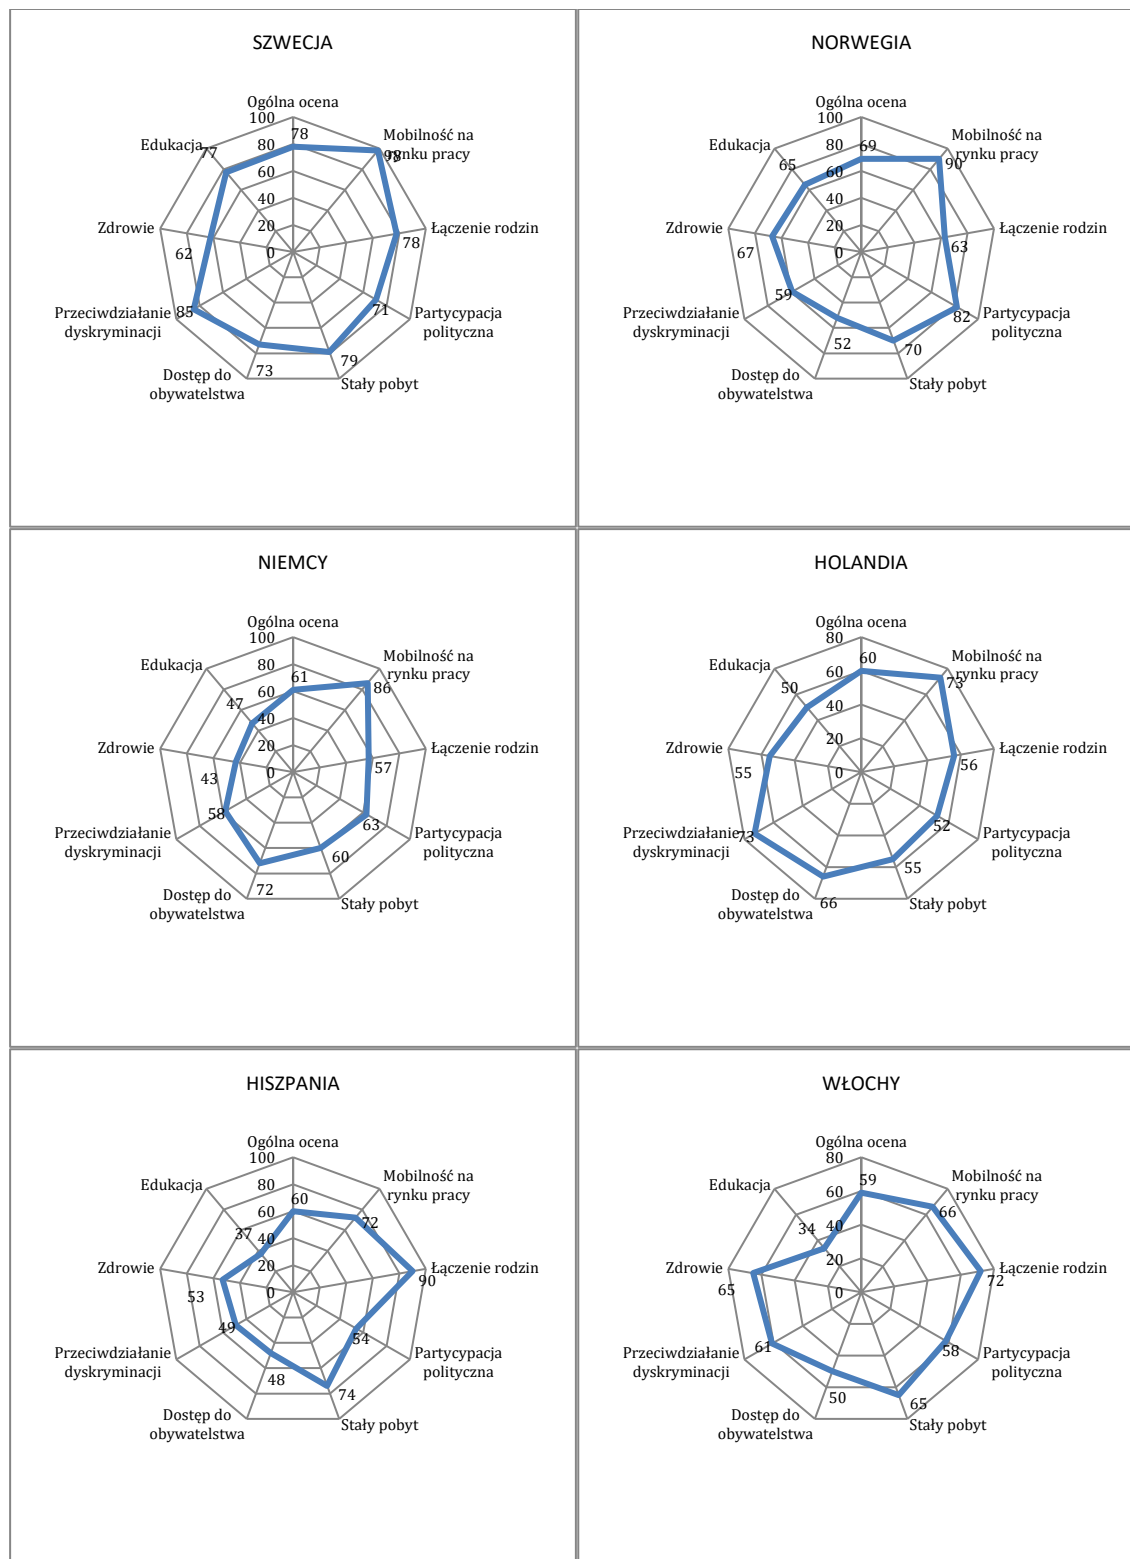 SZWECJA
Ogólna ocena
100
78
Mobilność na
rynku pracy
98
Edukacja
77
80
60
40
20
0
Zdrowie
62
Łączenie rodzin
78
Przeciwdziałanie
dyskryminacji
85
71
Partycypacja
polityczna
Dostęp do
obywatelstwa
73
79
Stały pobyt
NORWEGIA
Ogólna ocena
100
69
Mobilność na
rynku pracy
90
Edukacja
65
80
60
40
20
0
Zdrowie
67
Łączenie rodzin
63
Przeciwdziałanie
dyskryminacji
59
82
Partycypacja
polityczna
Dostęp do
obywatelstwa
52
70
Stały pobyt
NIEMCY
Ogólna ocena
100
61
Mobilność na
rynku pracy
86
Edukacja
47
80
60
40
20
0
Zdrowie
43
Łączenie rodzin
57
Przeciwdziałanie
dyskryminacji
58
63
Partycypacja
polityczna
Dostęp do
obywatelstwa
72
60
Stały pobyt
HOLANDIA
Ogólna ocena
80
60
Mobilność na
rynku pracy
73
Edukacja
50
60
40
20
0
Zdrowie
55
Łączenie rodzin
56
Przeciwdziałanie
dyskryminacji
73
52
Partycypacja
polityczna
Dostęp do
obywatelstwa
66
55
Stały pobyt
HISZPANIA
Ogólna ocena
100
60
Mobilność na
rynku pracy
72
Edukacja
37
80
60
40
20
0
Zdrowie
53
Łączenie rodzin
90
Przeciwdziałanie
dyskryminacji
49
54
Partycypacja
polityczna
Dostęp do
obywatelstwa
48
74
Stały pobyt
WŁOCHY
Ogólna ocena
80
59
Mobilność na
rynku pracy
66
Edukacja
34
60
40
20
0
Zdrowie
65
Łączenie rodzin
72
Przeciwdziałanie
dyskryminacji
61
58
Partycypacja
polityczna
Dostęp do
obywatelstwa
50
65
Stały pobyt